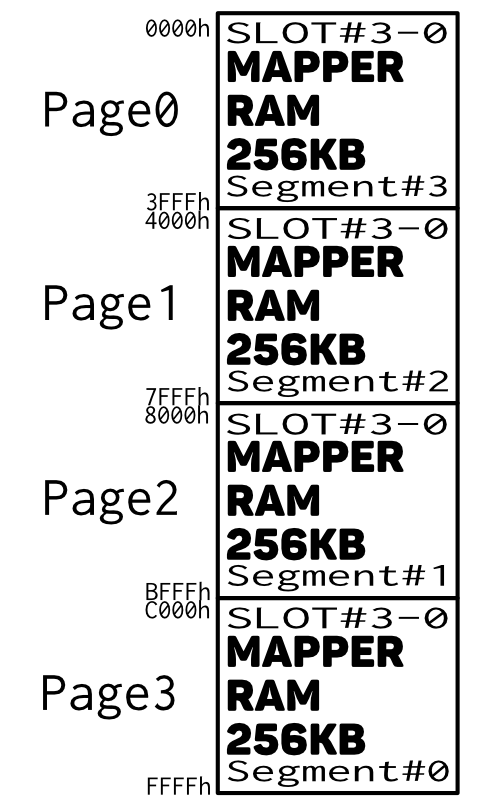 0000h
SLOT#3-0
MAPPER
RAM
256KB
Segment#3
Page0
3FFFh
4000h
SLOT#3-0
MAPPER
RAM
256KB
Segment#2
Page1
7FFFh
8000h
SLOT#3-0
MAPPER
RAM
256KB
Segment#1
Page2
BFFFh
C000h
SLOT#3-0
MAPPER
RAM
256KB
Segment#0
Page3
FFFFh